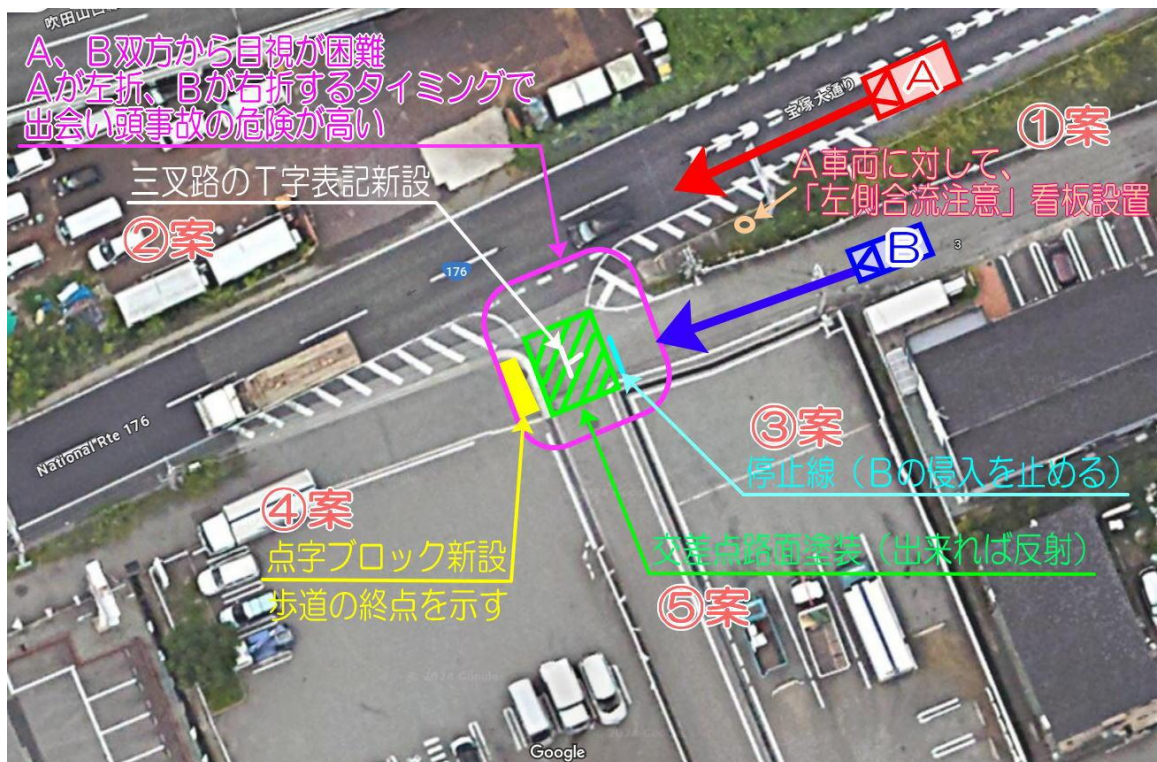 吹田山口
A、B双方から目視が困難
Aが左折、Bが右折するタイミングで
出会い頭事故の危険が高い
A
宝塚大通り
①案
A車両に対して、
「左側合流注意」看板設置
三叉路のT字表記新設
②案
B
3
176
National Rte 176
③案
停止線（Bの侵入を止める）
④案
点字ブロック新設
歩道の終点を示す
交差点路面塗装（出来れば反射）
⑤案
Google